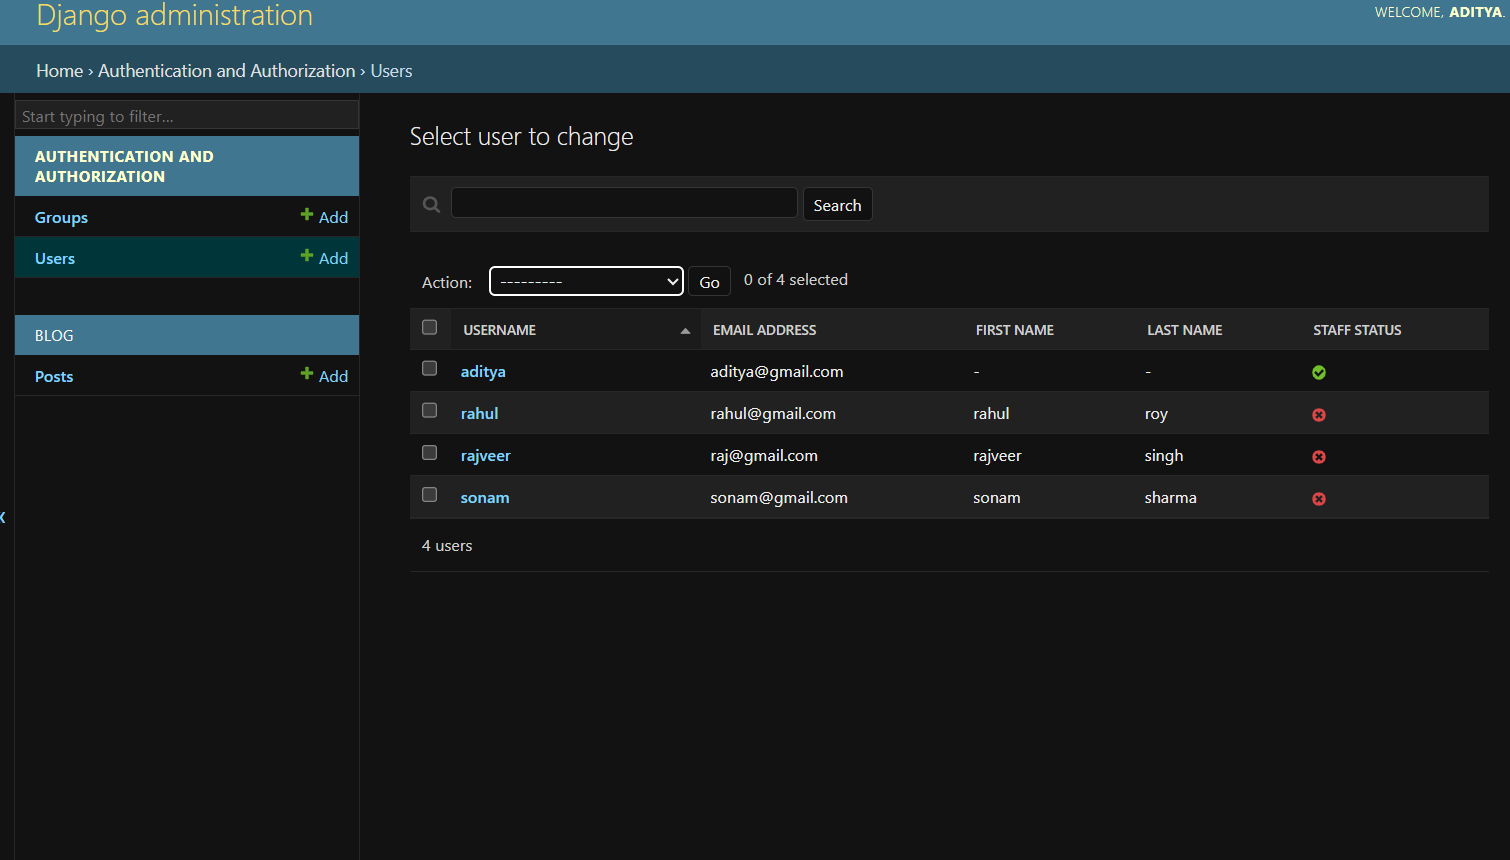 Django administration
WELCOME, ADITYA.
Home › Authentication and Authorization › Users
Start typing to filter...
AUTHENTICATION AND
AUTHORIZATION
Groups + Add
Users + Add
BLOG
Posts + Add
Select user to change
Search
Action: --------- Go 0 of 4 selected
USERNAME EMAIL ADDRESS FIRST NAME LAST NAME STAFF STATUS
aditya aditya@gmail.com - -
rahul rahul@gmail.com rahul roy
rajveer raj@gmail.com rajveer singh
sonam sonam@gmail.com sonam sharma
4 users